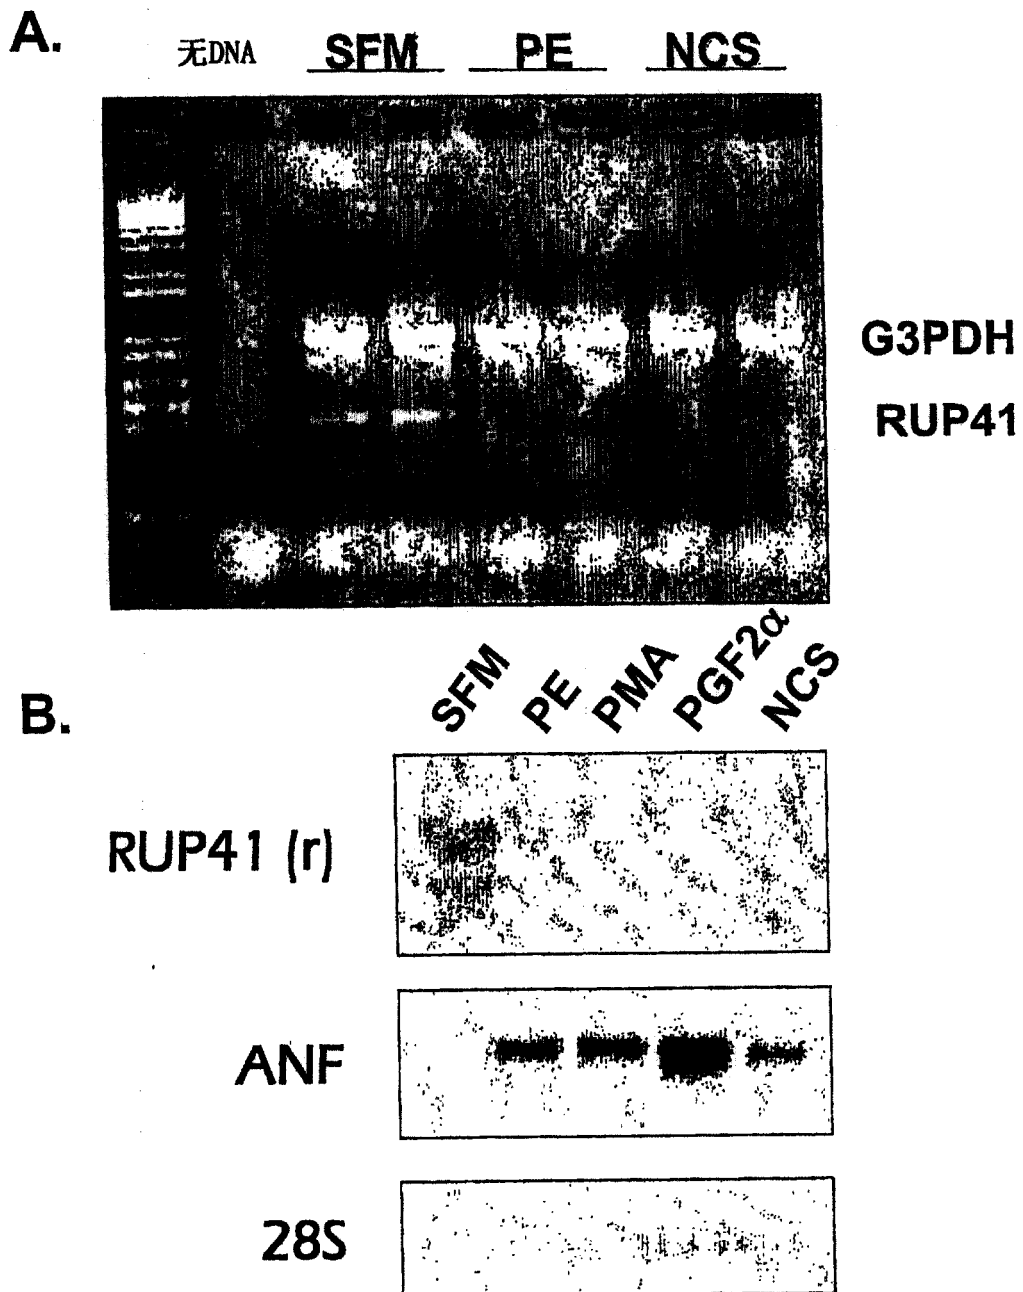 A.
无DNA SFM PE NCS
G3PDH
RUP41
B.
SFM PE PMA PGF2α NCS
RUP41 (r)
ANF
28S